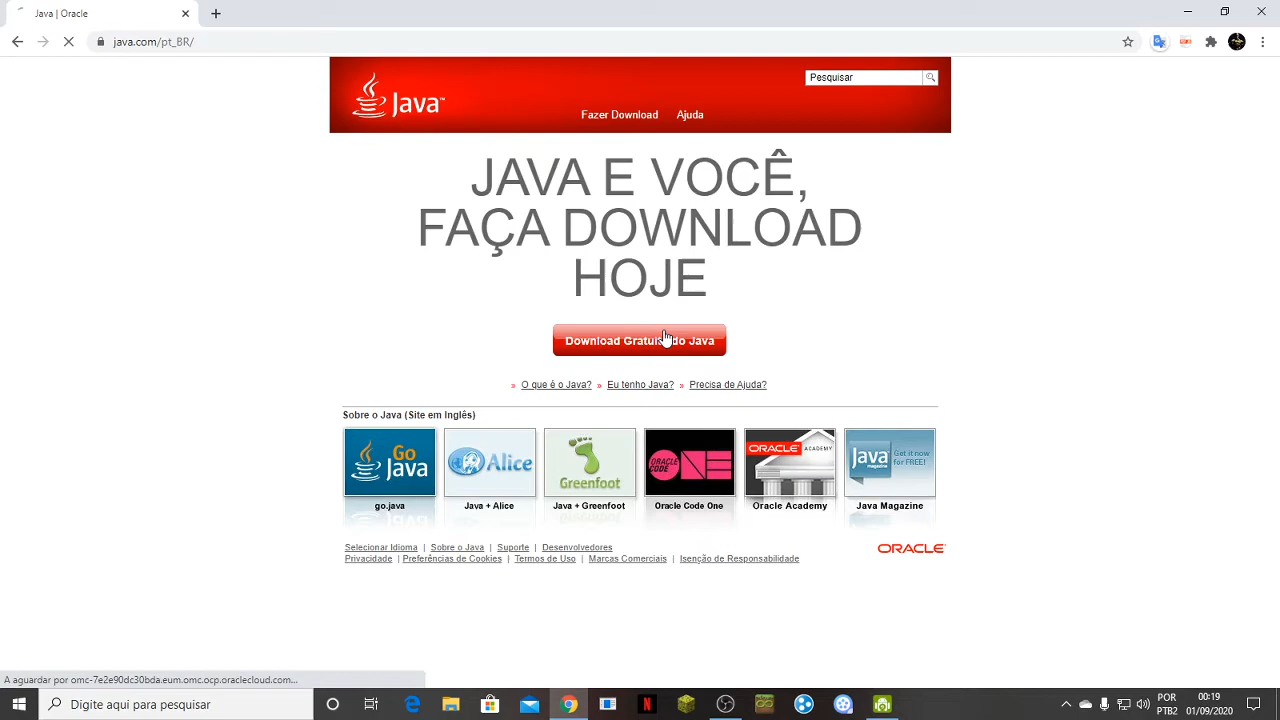 Java | Oracle
java.com/pt_BR/
Java™
Pesquisar
Fazer Download Ajuda
JAVA E VOCÊ,
FAÇA DOWNLOAD
HOJE
Download Gratuito do Java
» O que é o Java? » Eu tenho Java? » Precisa de Ajuda?
Sobre o Java (Site em Inglês)
Go Java
Alice
Greenfoot
ORACLE CODE ONE
ORACLE ACADEMY
Java magazine Get it now for FREE!
go.java
Java + Alice
Java + Greenfoot
Oracle Code One
Oracle Academy
Java Magazine
Selecionar Idioma | Sobre o Java | Suporte | Desenvolvedores
Privacidade | Preferências de Cookies | Termos de Uso | Marcas Comerciais | Isenção de Responsabilidade
ORACLE
A aguardar por omc-7e2e90dc30bda.eum.omc.ocp.oraclecloud.com...
Digite aqui para pesquisar
POR
PTB2
00:19
01/09/2020